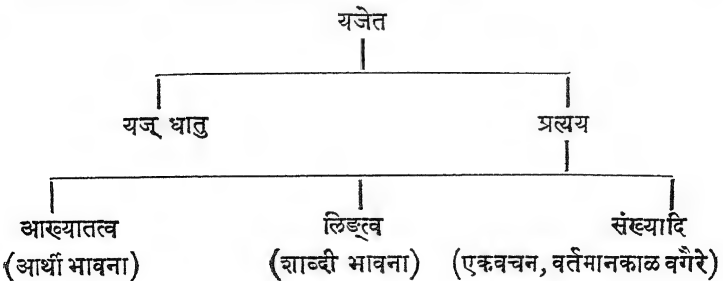 यजेत
यज् धातु प्रत्यय
आख्यातत्व लिङ्त्व संख्यादि
(आर्थी भावना) (शाब्दी भावना) (एकवचन, वर्तमानकाळ वगैरे)